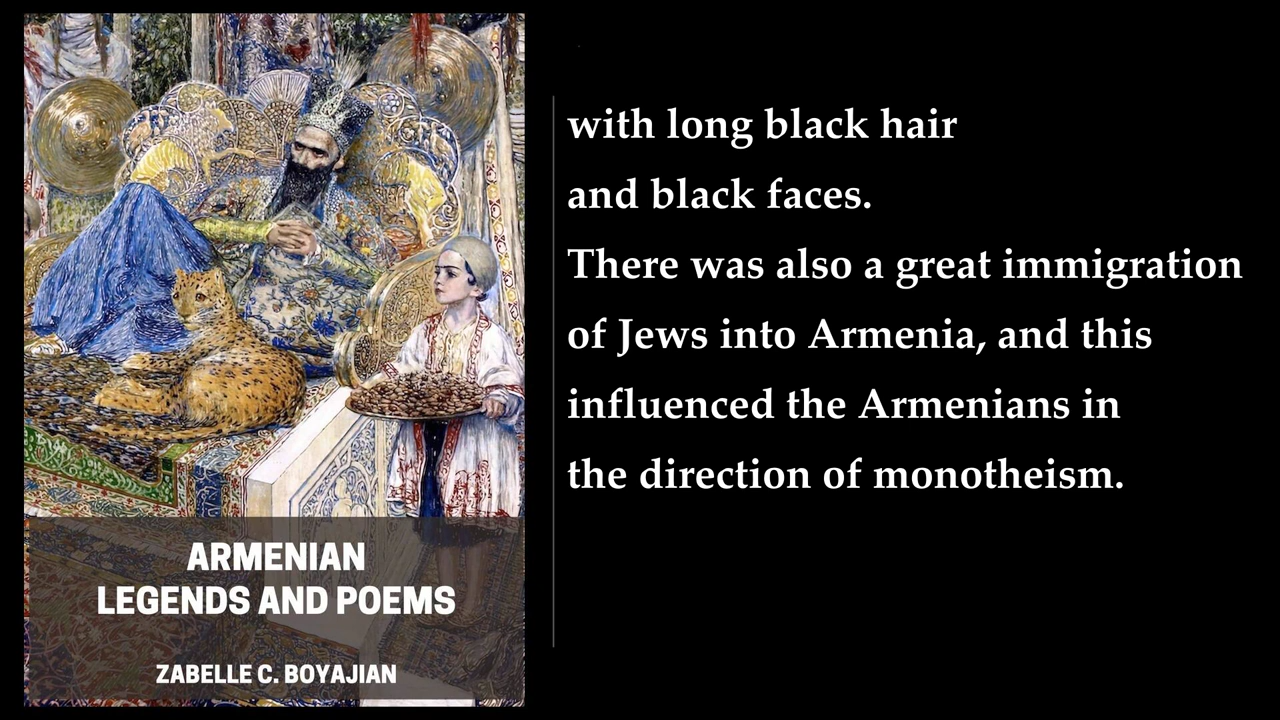 with long black hair
and black faces.
There was also a great immigration
of Jews into Armenia, and this
influenced the Armenians in
the direction of monotheism.
ARMENIAN
LEGENDS AND POEMS
ZABELLE C. BOYAJIAN